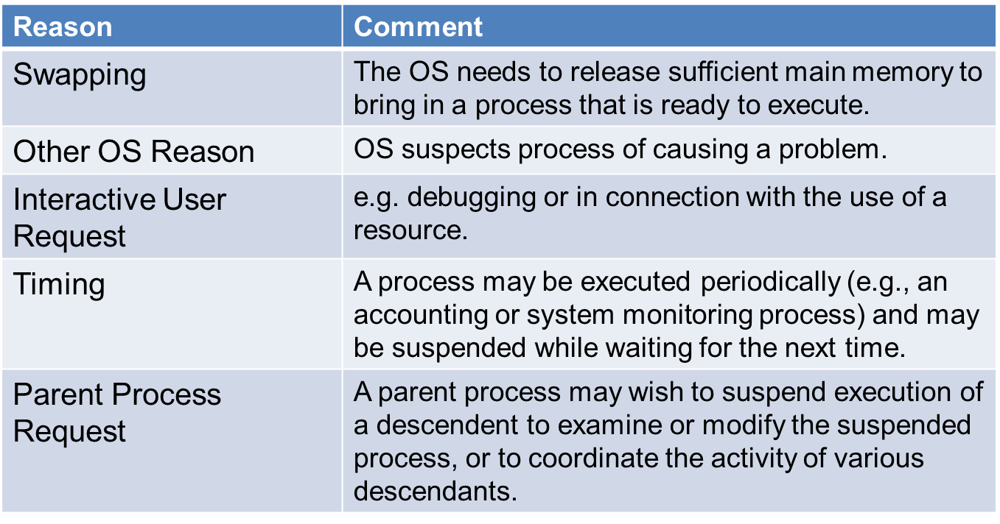 Reason
Comment
Swapping
The OS needs to release sufficient main memory to
bring in a process that is ready to execute.
Other OS Reason
OS suspects process of causing a problem.
Interactive User
Request
e.g. debugging or in connection with the use of a
resource.
Timing
A process may be executed periodically (e.g., an
accounting or system monitoring process) and may
be suspended while waiting for the next time.
Parent Process
Request
A parent process may wish to suspend execution of
a descendent to examine or modify the suspended
process, or to coordinate the activity of various
descendants.